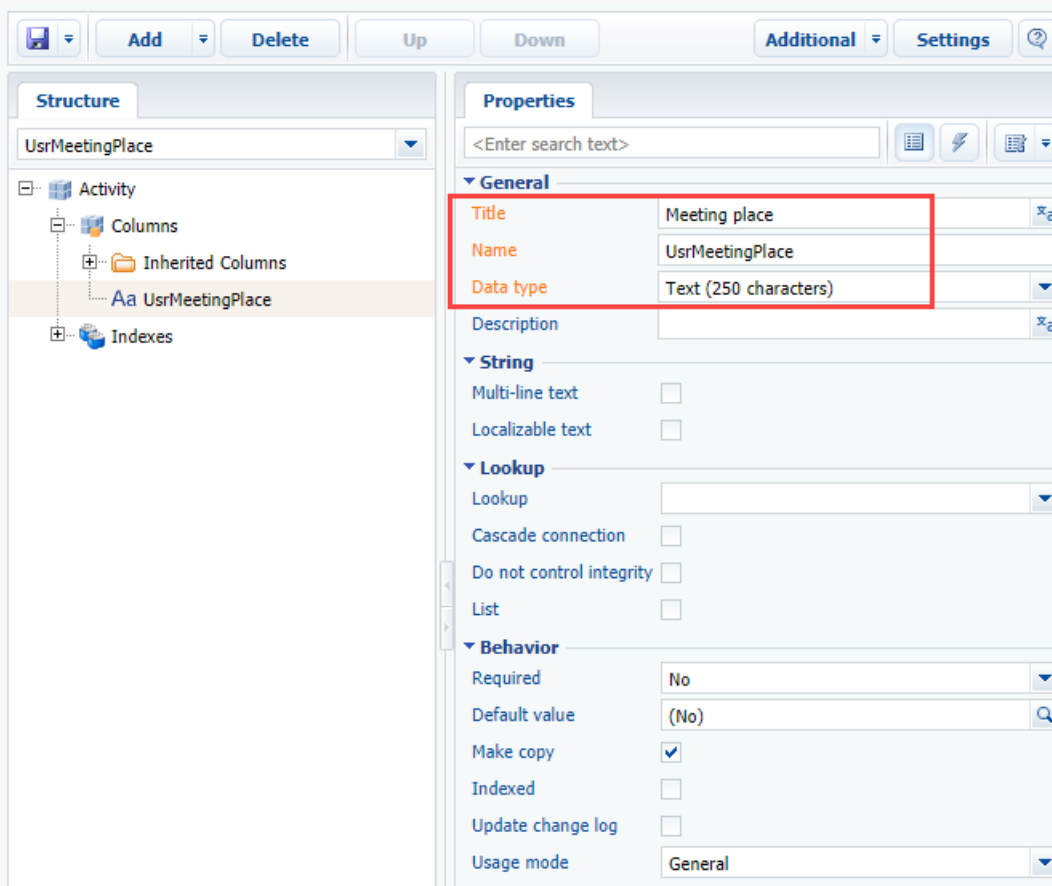 Add Delete Up Down Additional Settings
Structure
UsrMeetingPlace
Activity
Columns
Inherited Columns
Aa UsrMeetingPlace
Indexes
Properties
<Enter search text>
General
Title Meeting place
Name UsrMeetingPlace
Data type Text (250 characters)
Description
String
Multi-line text
Localizable text
Lookup
Lookup
Cascade connection
Do not control integrity
List
Behavior
Required No
Default value (No)
Make copy
Indexed
Update change log
Usage mode General